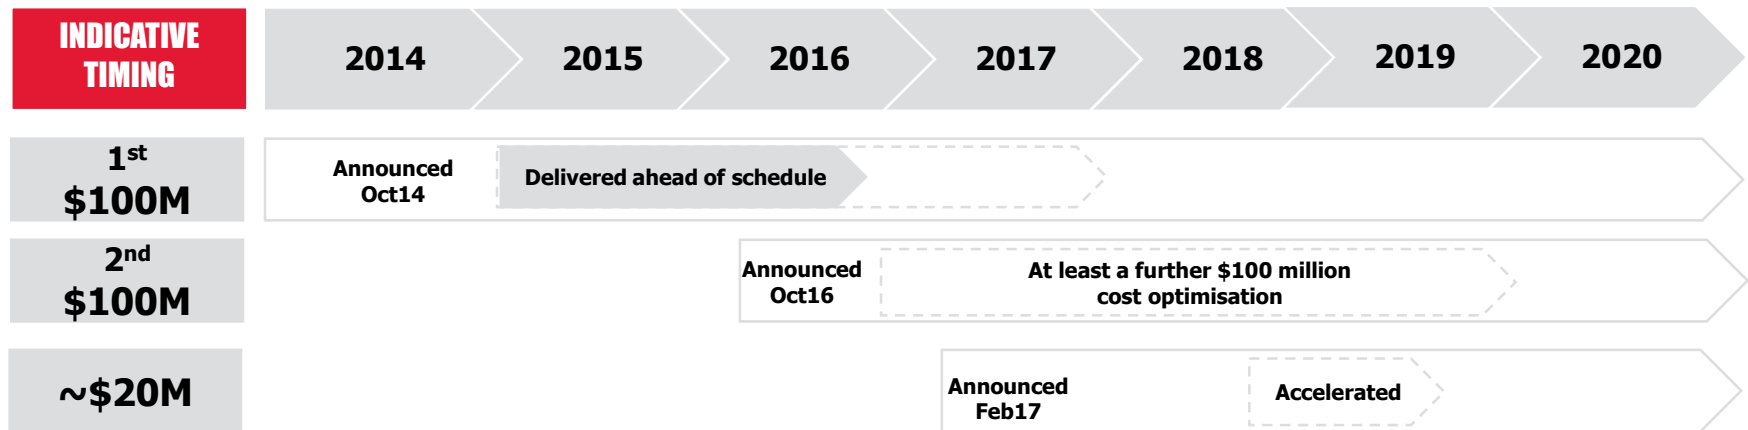 INDICATIVE
TIMING
2014
2015
2016
2017
2018
2019
2020
1st
$100M
Announced
Oct14
Delivered ahead of schedule
2nd
$100M
Announced
Oct16
At least a further $100 million
cost optimisation
~$20M
Announced
Feb17
Accelerated